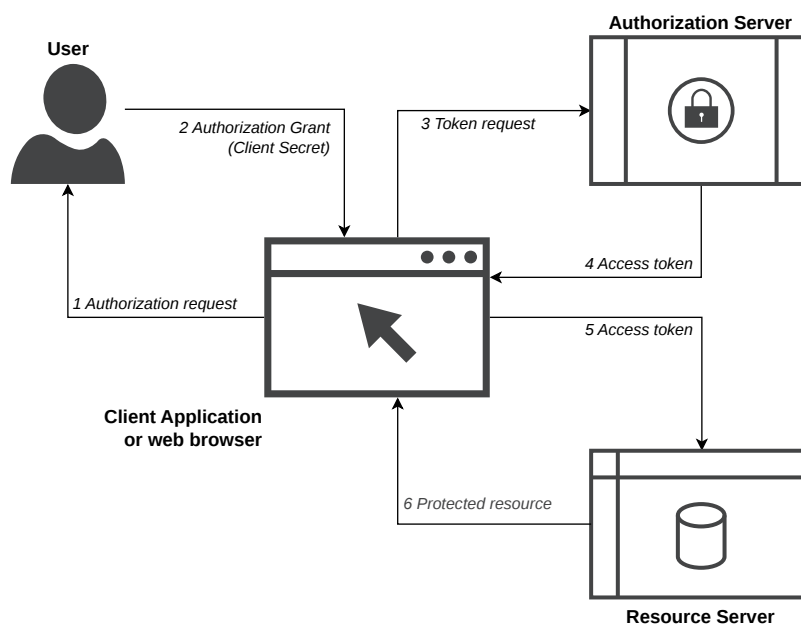 Authorization Server
User
2 Authorization Grant
(Client Secret)
3 Token request
4 Access token
1 Authorization request
5 Access token
Client Application
or web browser
6 Protected resource
Resource Server